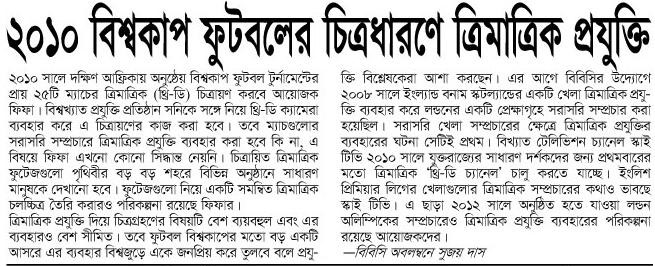 ২০১০ বিশ্বকাপ ফুটবলের চিত্রধারণে ত্রিমাত্রিক প্রযুক্তি
২০১০ সালে দক্ষিণ আফ্রিকায় অনুষ্ঠেয় বিশ্বকাপ ফুটবল টুর্নামেন্টের
প্রায় ২৫টি ম্যাচের ত্রিমাত্রিক (থ্রি-ডি) চিত্রায়ণ করবে আয়োজক
ফিফা। বিশ্বখ্যাত প্রযুক্তি প্রতিষ্ঠান সনিকে সঙ্গে নিয়ে থ্রি-ডি ক্যামেরা
ব্যবহার করে এ চিত্রায়ণের কাজ করা হবে। তবে ম্যাচগুলোর
সরাসরি সম্প্রচারে ত্রিমাত্রিক প্রযুক্তি ব্যবহার করা হবে কি না, এ
বিষয়ে ফিফা এখনো কোনো সিদ্ধান্ত নেয়নি। চিত্রায়িত ত্রিমাত্রিক
ফুটেজগুলো পৃথিবীর বড় বড় শহরে বিভিন্ন অনুষ্ঠানে সাধারণ
মানুষকে দেখানো হবে। ফুটেজগুলো নিয়ে একটি সমন্বিত ত্রিমাত্রিক
চলচ্চিত্র তৈরি করারও পরিকল্পনা রয়েছে ফিফার।
ত্রিমাত্রিক প্রযুক্তি দিয়ে চিত্রগ্রহণের বিষয়টি বেশ ব্যয়বহুল এবং এর
ব্যবহারও বেশ সীমিত। তবে ফুটবল বিশ্বকাপের মতো বড় একটি
আসরে এর ব্যবহার বিশ্বজুড়ে একে জনপ্রিয় করে তুলবে বলে প্রযু-
ক্তি বিশ্লেষকেরা আশা করছেন। এর আগে বিবিসির উদ্যোগে
২০০৮ সালে ইংল্যান্ড বনাম স্কটল্যান্ডের একটি খেলা ত্রিমাত্রিক প্রযু-
ক্তি ব্যবহার করে লন্ডনের একটি প্রেক্ষাগৃহে সরাসরি সম্প্রচার করা
হয়েছিল। সরাসরি খেলা সম্প্রচারের ক্ষেত্রে ত্রিমাত্রিক প্রযুক্তির
ব্যবহারের ঘটনা সেটিই প্রথম। বিখ্যাত টেলিভিশন চ্যানেল স্কাই
টিভি ২০১০ সালে যুক্তরাজ্যের সাধারণ দর্শকদের জন্য প্রথমবারের
মতো ত্রিমাত্রিক 'থ্রি-ডি চ্যানেল' চালু করতে যাচ্ছে। ইংলিশ
প্রিমিয়ার লিগের খেলাগুলোর ত্রিমাত্রিক সম্প্রচারের কথাও ভাবছে
স্কাই টিভি। এ ছাড়া ২০১২ সালে অনুষ্ঠিত হতে যাওয়া লন্ডন
অলিম্পিকের সম্প্রচারেও ত্রিমাত্রিক প্রযুক্তি ব্যবহারের পরিকল্পনা
রয়েছে আয়োজকদের।
—বিবিসি অবলম্বনে সুজয় দাস